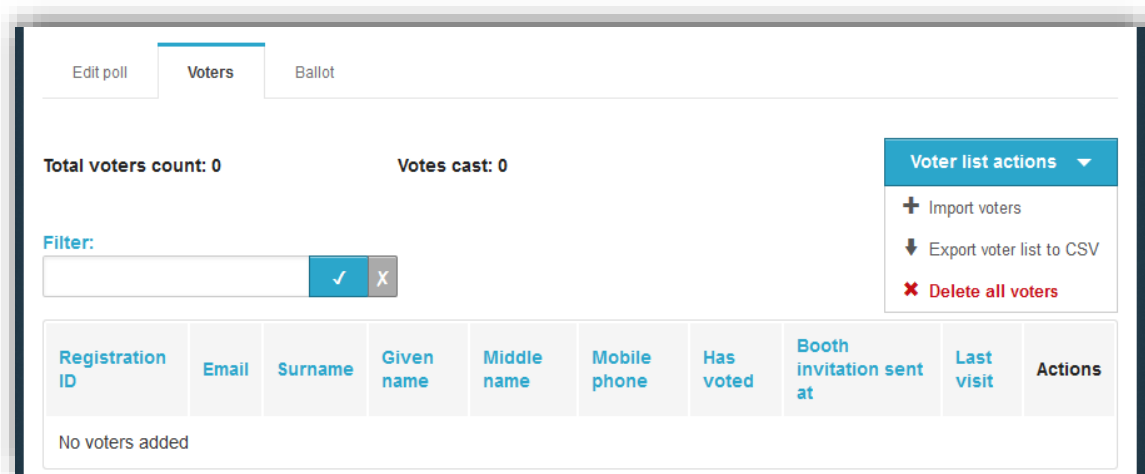 Edit poll
Voters
Ballot
Total voters count: 0
Votes cast: 0
Voter list actions
Import voters
Export voter list to CSV
Delete all voters
Filter:
X
Registration
ID
Email
Surname
Given
name
Middle
name
Mobile
phone
Has
voted
Booth
invitation sent
at
Last
visit
Actions
No voters added